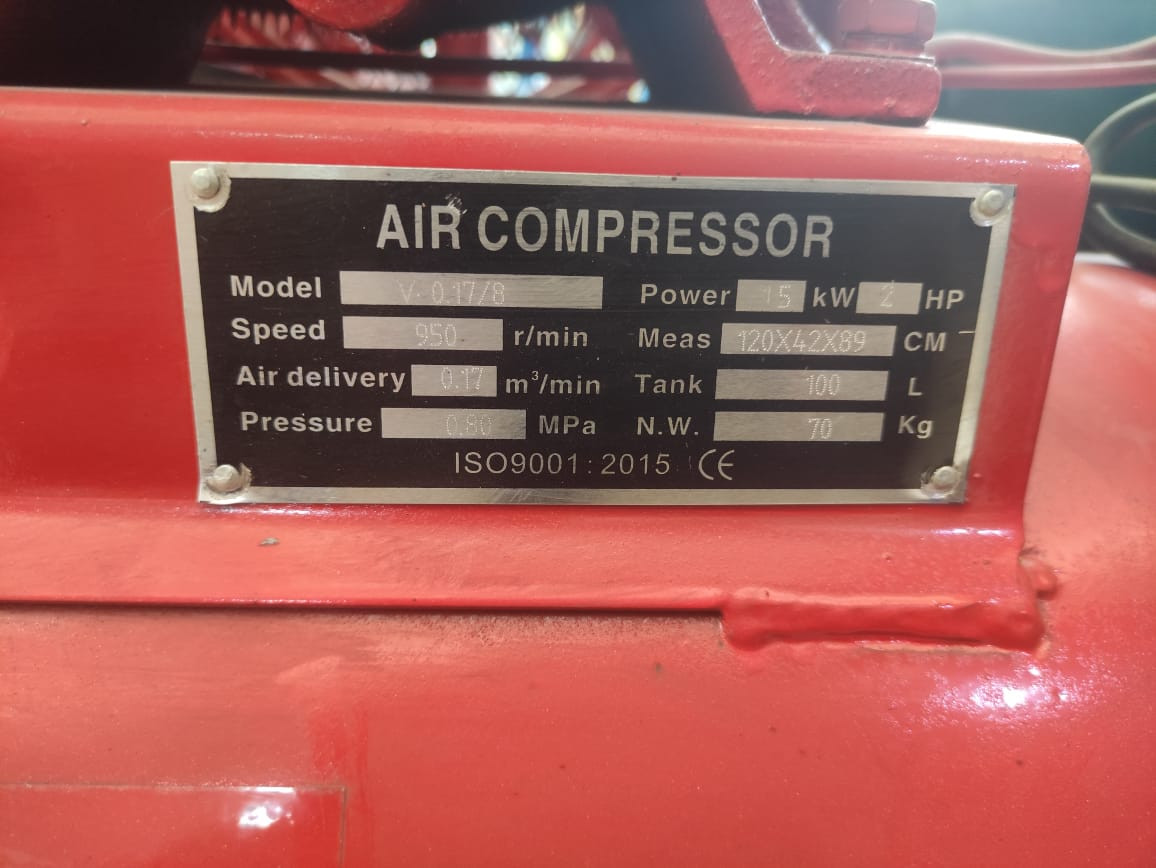 AIR COMPRESSOR
Model V-0.17/8 Power 1.5 kW 2 HP
Speed 950 r/min Meas 120X42X89 CM
Air delivery 0.17 m³/min Tank 100 L
Pressure 0.80 MPa N.W. 70 Kg
ISO9001:2015 CE